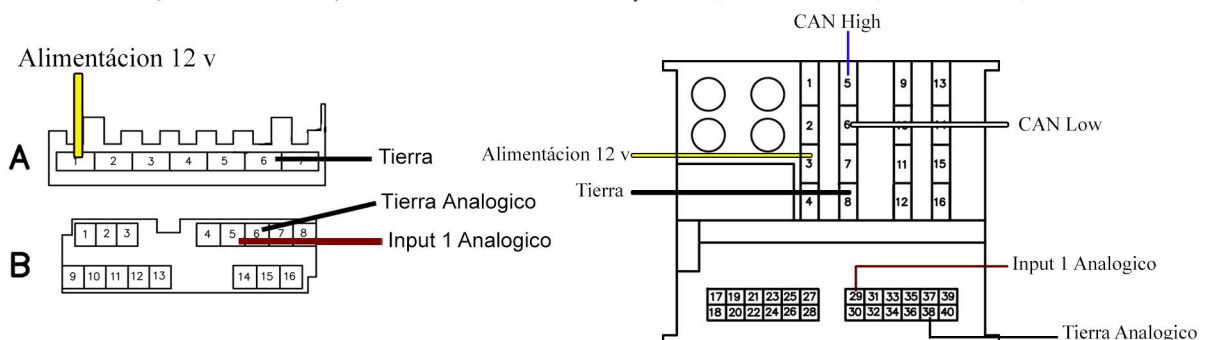 Alimentácion 12 v
A
1 2 3 4 5 6 7
Tierra
Tierra Analogico
Input 1 Analogico
B
1 2 3 4 5 6 7 8
9 10 11 12 13 14 15 16
CAN High
1 5 9 13
2 6
CAN Low
Alimentácion 12 v
3 7 11 15
Tierra
4 8 12 16
Input 1 Analogico
17 19 21 23 25 27 29 31 33 35 37 39
18 20 22 24 26 28 30 32 34 36 38 40
Tierra Analogico